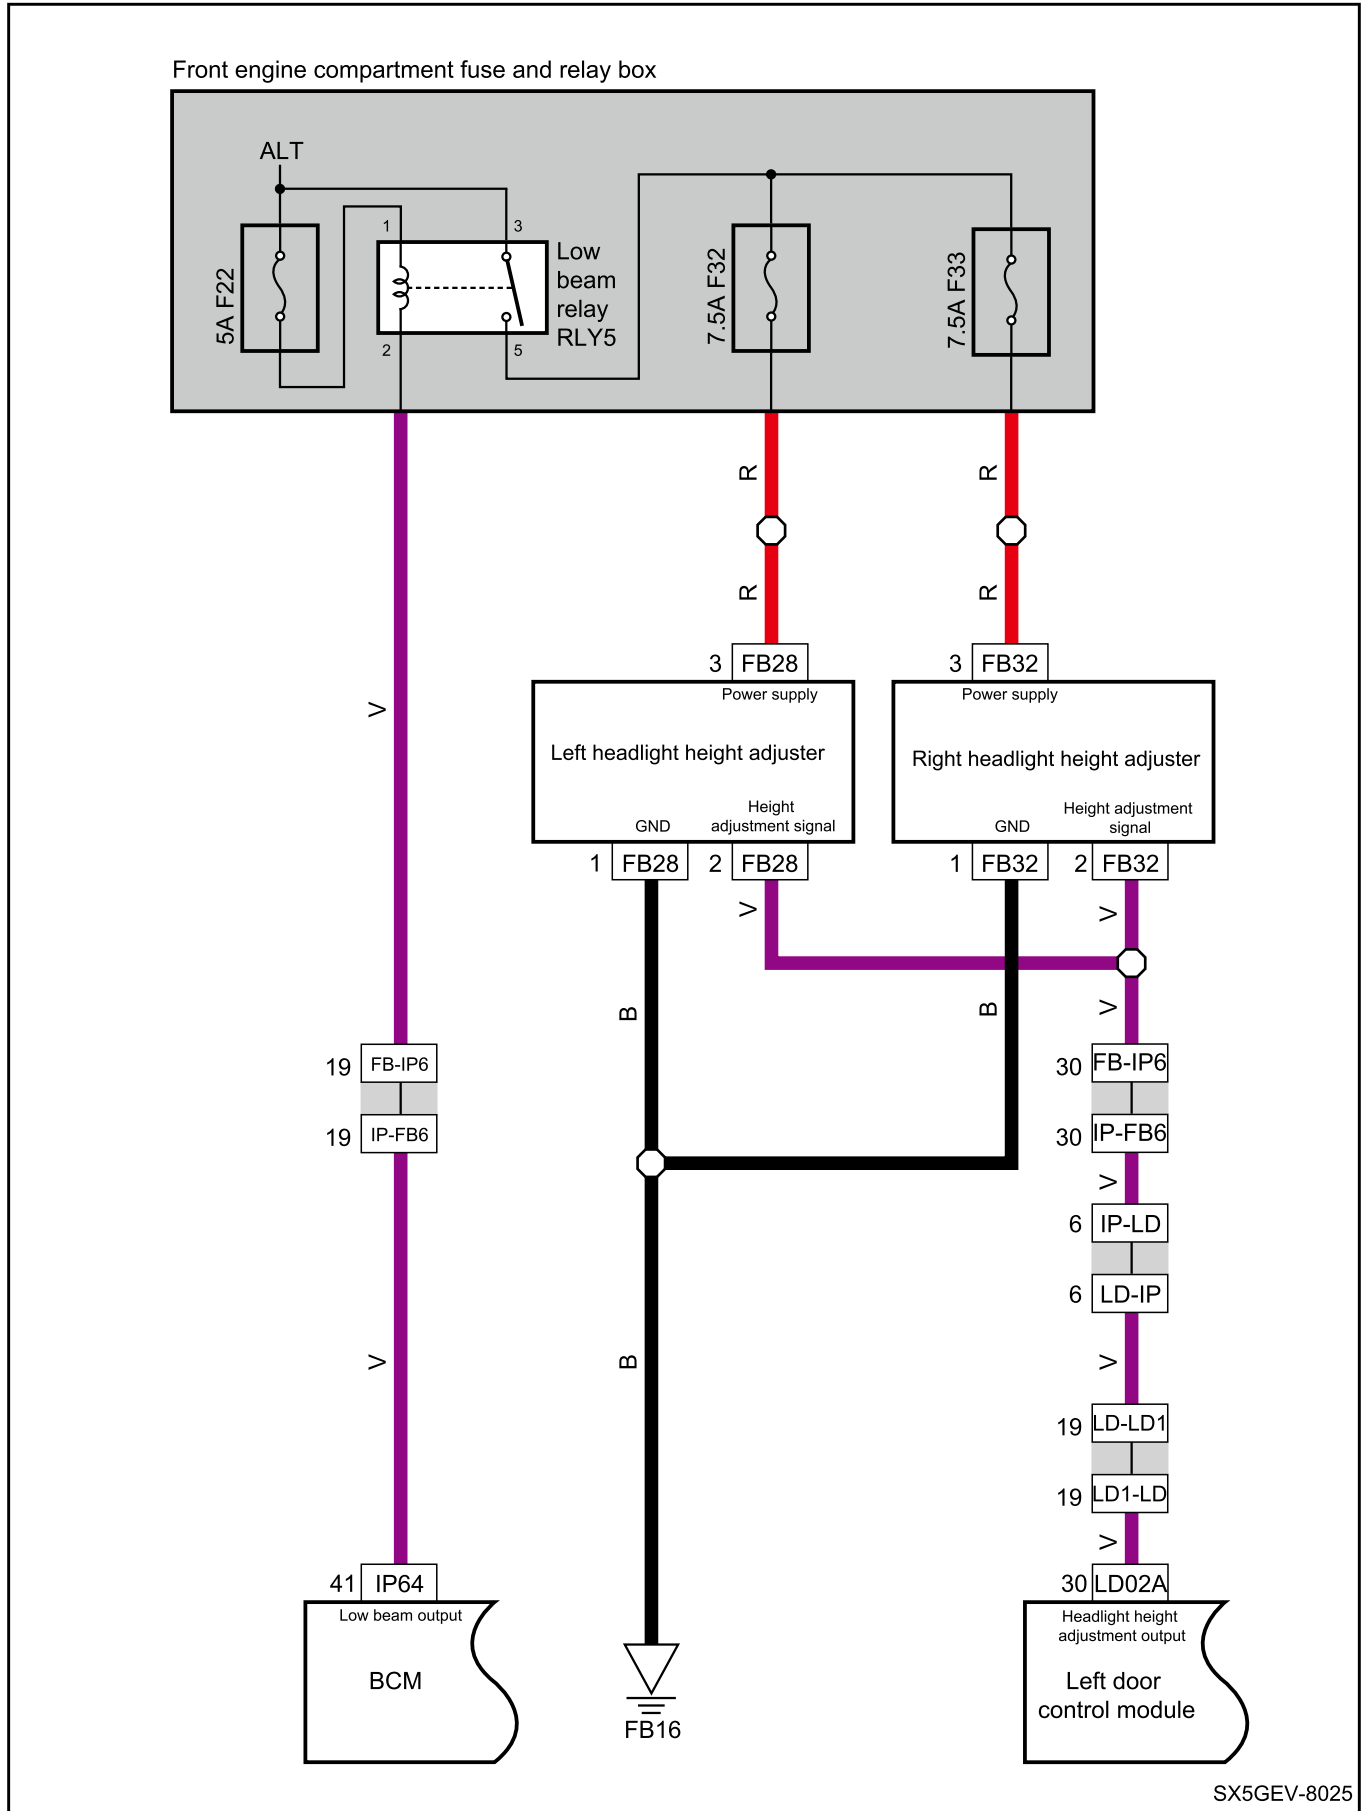 Front engine compartment fuse and relay box
ALT
1
3
5A F22
Low
beam
relay
RLY5
2
5
7.5A F32
7.5A F33
R
R
R
R
3 FB28
3 FB32
Power supply
Power supply
V
Left headlight height adjuster
Right headlight height adjuster
GND
Height
adjustment signal
GND
Height adjustment
signal
1 FB28
2 FB28
1 FB32
2 FB32
V
V
B
B
V
19 FB-IP6
30 FB-IP6
19 IP-FB6
30 IP-FB6
V
6 IP-LD
6 LD-IP
V
B
V
19 LD-LD1
19 LD1-LD
V
41 IP64
30 LD02A
Low beam output
Headlight height
adjustment output
BCM
Left door
control module
FB16
SX5GEV-8025